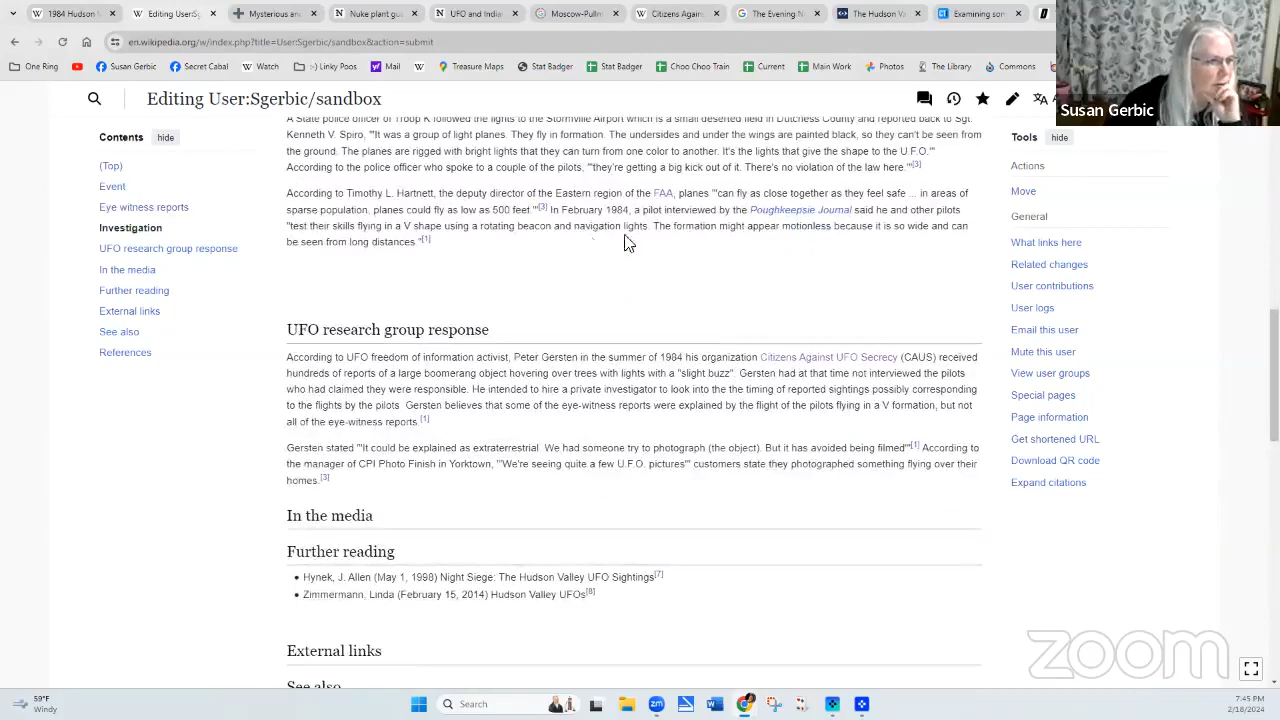 1984 Hudson
Editing User:Sg
Mysterious and
Nuke plant gu
UFO and Indian
Moscow-Pulle
Citizens Agains
The Evening N
The Hudson Va
Examining som
en.wikipedia.org/w/index.php?title=User:Sgerbic/sandbox&action=submit
One Ring
Susan Gerbic
Secret Cabal
Watch
:-) Linky Poo
Mail
Treasure Maps
Stat Badger
Stat Badger
Choo Choo Train
Current
Main Work
Photos
The Library
Commons
Susan Gerbic
Editing User:Sgerbic/sandbox
Contents hide
(Top)
Event
Eye witness reports
Investigation
UFO research group response
In the media
Further reading
External links
See also
References
A State police of the Troop K followed the lights to the Stormville Airport which is a small deserted field in Dutchess County and reported back to Sgt.
Kenneth V. Spiro, "'It was a group of light planes. They fly in formation. The undersides and under the wings are painted black, so they can't be seen from
the ground. The planes are rigged with bright lights that they can turn from one color to another. It's the lights that give the shape to the U.F.O.'"
According to the police officer who spoke to a couple of the pilots, "'they're getting a big kick out of it. There's no violation of the law here.'"[3]
According to Timothy L. Hartnett, the deputy director of the Eastern region of the FAA, planes "'can fly as close together as they feel safe ... in areas of
sparse population, planes could fly as low as 500 feet.'"[3] In February 1984, a pilot interviewed by the Poughkeepsie Journal said he and other pilots
"test their skills flying in a V shape using a rotating beacon and navigation lights. The formation might appear motionless because it is so wide and can
be seen from long distances."[1]
UFO research group response
According to UFO freedom of information activist, Peter Gersten in the summer of 1984 his organization Citizens Against UFO Secrecy (CAUS) received
hundreds of reports of a large boomerang object hovering over trees with lights with a "slight buzz". Gersten had at that time not interviewed the pilots
who had claimed they were responsible. He intended to hire a private investigator to look into the the timing of reported sightings possibly corresponding
to the flights by the pilots Gersten believes that some of the eye-witness reports were explained by the flight of the pilots flying in a V formation, but not
all of the eye-witness reports.[1]
Gersten stated "'It could be explained as extraterrestrial We had someone try to photograph (the object). But it has avoided being filmed'"[1] According to
the manager of CPI Photo Finish in Yorktown, "'We're seeing quite a few U.F.O. pictures'" customers state they photographed something flying over their
homes.[3]
In the media
Further reading
• Hynek, J. Allen (May 1, 1998) Night Siege: The Hudson Valley UFO Sightings[7]
• Zimmermann, Linda (February 15, 2014) Hudson Valley UFOs[8]
External links
See also
Tools hide
Actions
Move
General
What links here
Related changes
User contributions
User logs
Email this user
Mute this user
View user groups
Special pages
Page information
Get shortened URL
Download QR code
Expand citations
zoom
59°F
Windy
Search
7:45 PM
2/18/2024